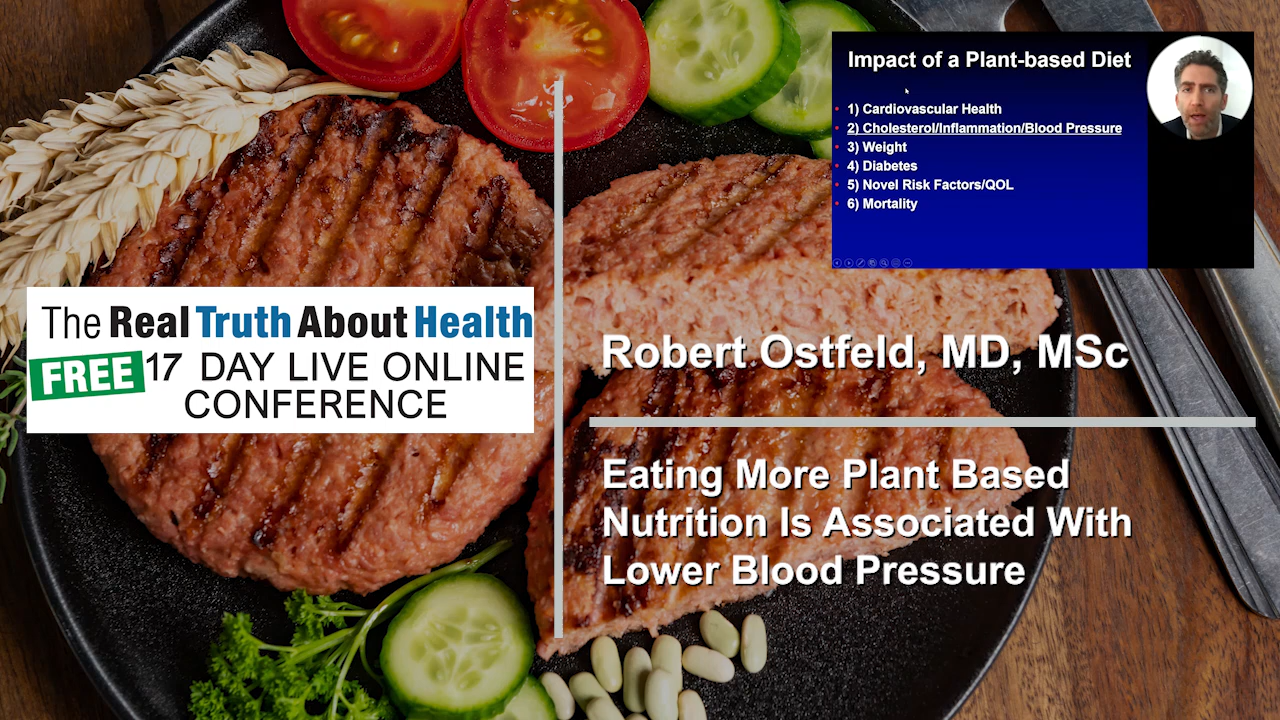 The Real Truth About Health
FREE 17 DAY LIVE ONLINE
CONFERENCE
Impact of a Plant-based Diet
1) Cardiovascular Health
2) Cholesterol/Inflammation/Blood Pressure
3) Weight
4) Diabetes
5) Novel Risk Factors/QOL
6) Mortality
Robert Ostfeld, MD, MSc
Eating More Plant Based
Nutrition Is Associated With
Lower Blood Pressure